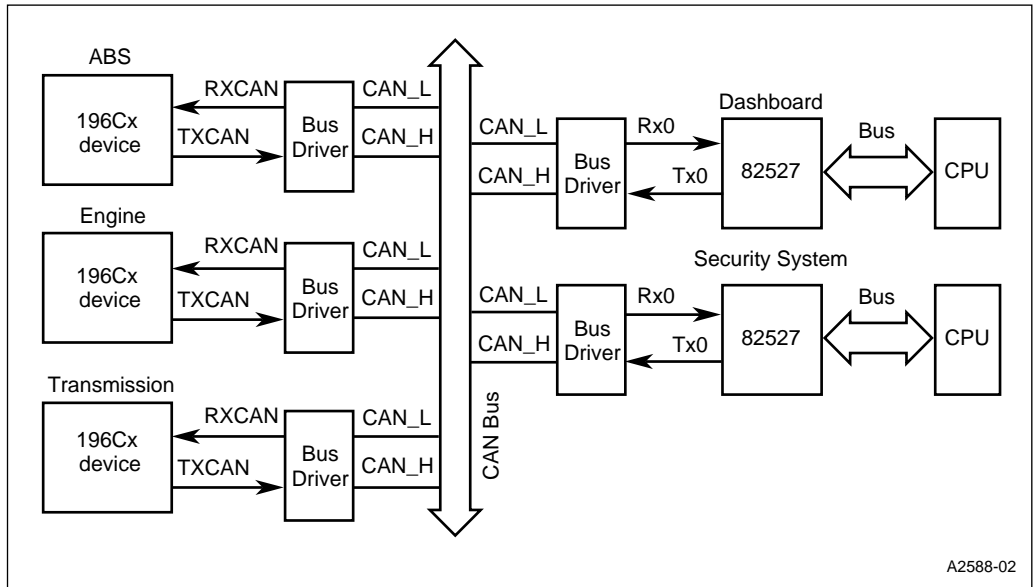 ABS
196Cx
device
RXCAN
TXCAN
Bus
Driver
CAN_L
CAN_H
Engine
196Cx
device
RXCAN
TXCAN
Bus
Driver
CAN_L
CAN_H
Transmission
196Cx
device
RXCAN
TXCAN
Bus
Driver
CAN_L
CAN_H
CAN Bus
Dashboard
CAN_L
CAN_H
Bus
Driver
Rx0
Tx0
82527
Bus
CPU
Security System
CAN_L
CAN_H
Bus
Driver
Rx0
Tx0
82527
Bus
CPU
A2588-02